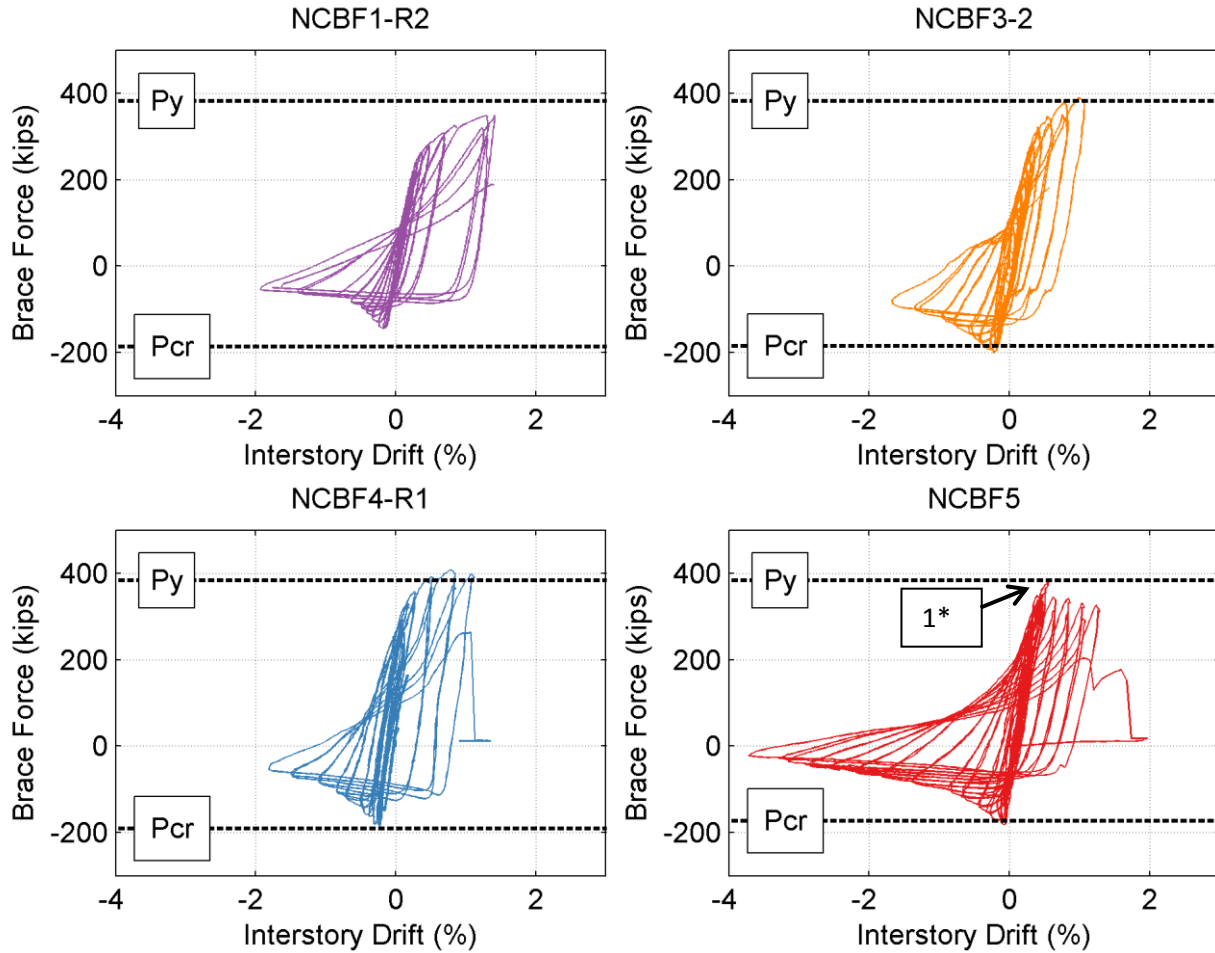 NCBF1-R2
Py
Pcr
400
200
0
-200
-4
-2
0
2
Brace Force (kips)
Interstory Drift (%)
NCBF3-2
Py
Pcr
400
200
0
-200
-4
-2
0
2
Brace Force (kips)
Interstory Drift (%)
NCBF4-R1
Py
Pcr
400
200
0
-200
-4
-2
0
2
Brace Force (kips)
Interstory Drift (%)
NCBF5
Py
1*
Pcr
400
200
0
-200
-4
-2
0
2
Brace Force (kips)
Interstory Drift (%)